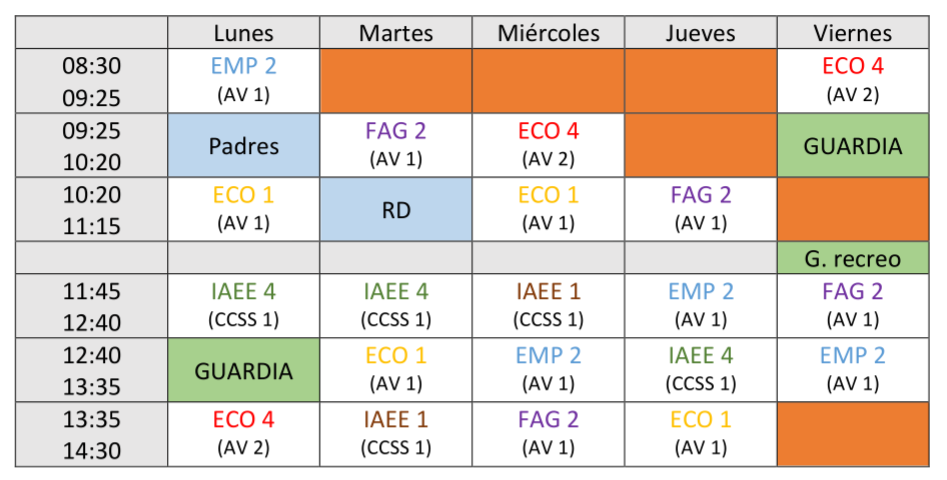 Lunes Martes Miércoles Jueves Viernes
08:30 EMP 2 ECO 4
09:25 (AV 1) (AV 2)
09:25 Padres FAG 2 ECO 4 GUARDIA
10:20 (AV 1) (AV 2)
10:20 ECO 1 RD ECO 1 FAG 2
11:15 (AV 1) (AV 1) (AV 1)
G. recreo
11:45 IAEE 4 IAEE 4 IAEE 1 EMP 2 FAG 2
12:40 (CCSS 1) (CCSS 1) (CCSS 1) (AV 1) (AV 1)
12:40 GUARDIA ECO 1 EMP 2 IAEE 4 EMP 2
13:35 (AV 1) (AV 1) (CCSS 1) (AV 1)
13:35 ECO 4 IAEE 1 FAG 2 ECO 1
14:30 (AV 2) (CCSS 1) (AV 1) (AV 1)